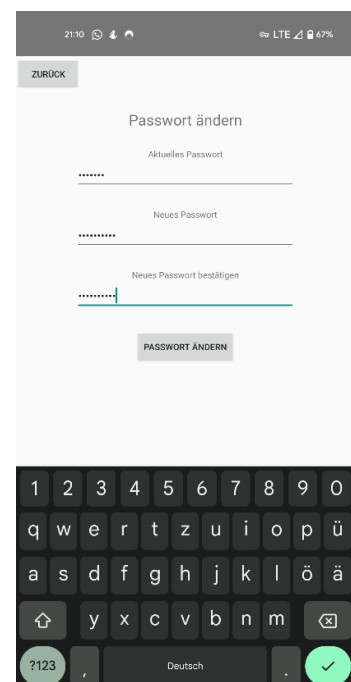 21:10 LTE 67%
ZURÜCK
Passwort ändern
Aktuelles Passwort
•••••••
Neues Passwort
••••••••••
Neues Passwort bestätigen
••••••••••
PASSWORT ÄNDERN
1 2 3 4 5 6 7 8 9 0
q w e r t z u i o p ü
a s d f g h j k l ö ä
y x c v b n m
?123 , Deutsch .